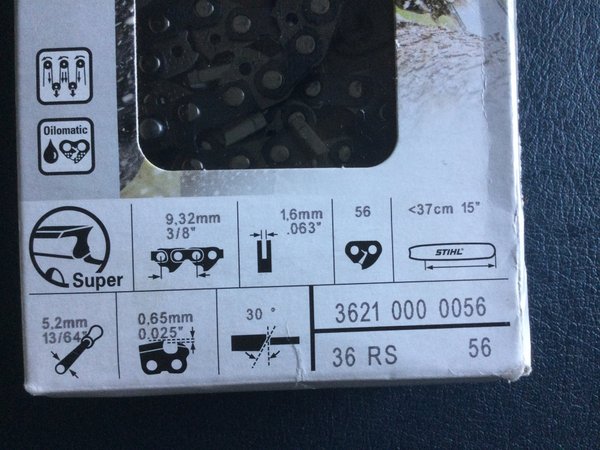 Oilomatic
Super
9,32mm
3/8"
1,6mm
.063"
56
<37cm 15"
STIHL®
5,2mm
13/64"
0,65mm
0.025"
30 °
3621 000 0056
36 RS 56